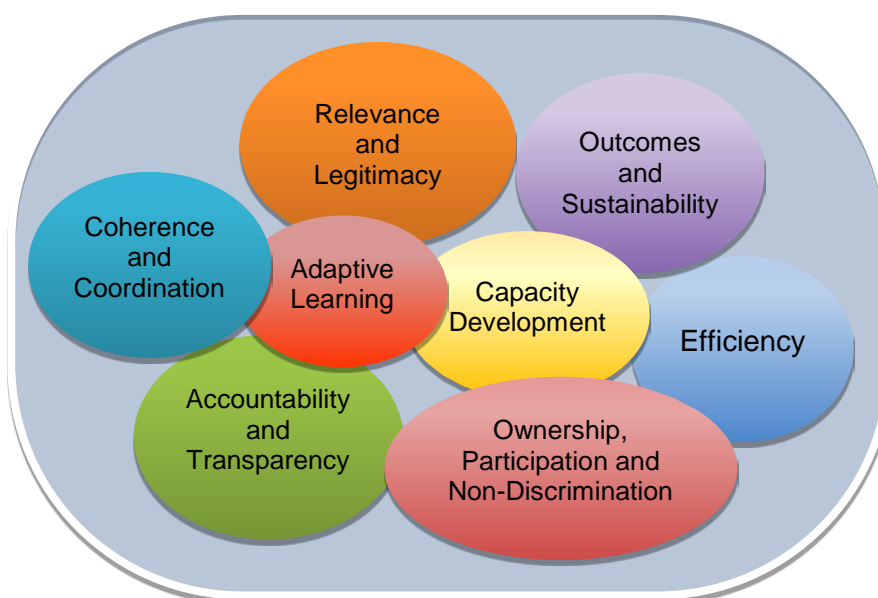 Relevance
and
Legitimacy
Outcomes
and
Sustainability
Coherence
and
Coordination
Adaptive
Learning
Capacity
Development
Efficiency
Accountability
and
Transparency
Ownership,
Participation and
Non-Discrimination